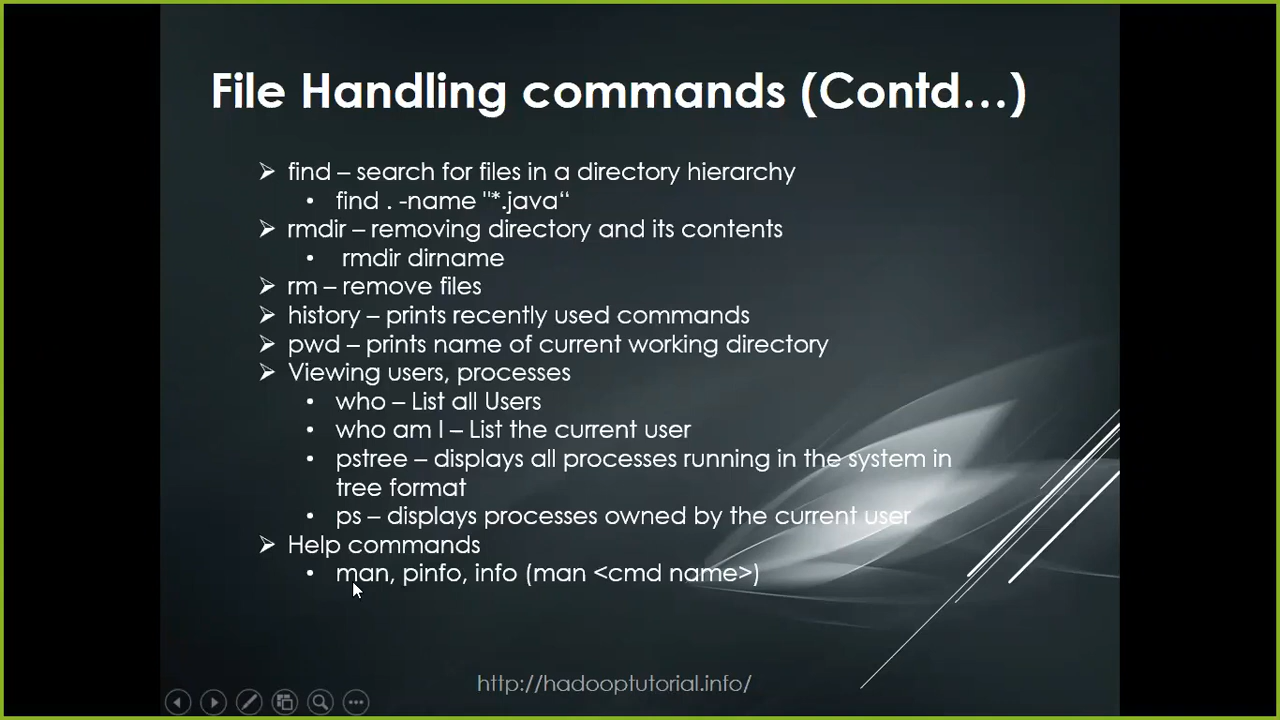 File Handling commands (Contd...)
➢ find – search for files in a directory hierarchy
• find . -name "*.java“
➢ rmdir – removing directory and its contents
• rmdir dirname
➢ rm – remove files
➢ history – prints recently used commands
➢ pwd – prints name of current working directory
➢ Viewing users, processes
• who – List all Users
• who am I – List the current user
• pstree – displays all processes running in the system in
tree format
• ps – displays processes owned by the current user
➢ Help commands
• man, pinfo, info (man <cmd name>)
http://hadooptutorial.info/